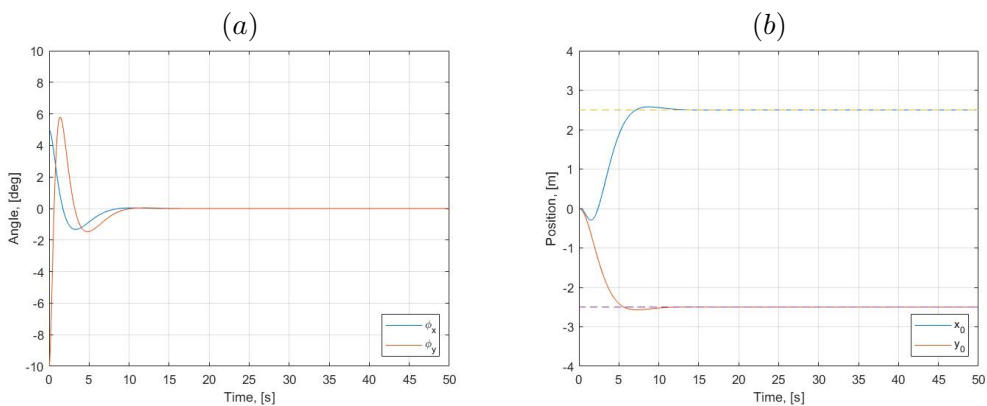 (a)
10
8
6
4
2
0
-2
-4
-6
-8
-10
Angle, [deg]
0 5 10 15 20 25 30 35 40 45 50
Time, [s]
ϕx
ϕy
(b)
4
3
2
1
0
-1
-2
-3
-4
Position, [m]
0 5 10 15 20 25 30 35 40 45 50
Time, [s]
x0
y0